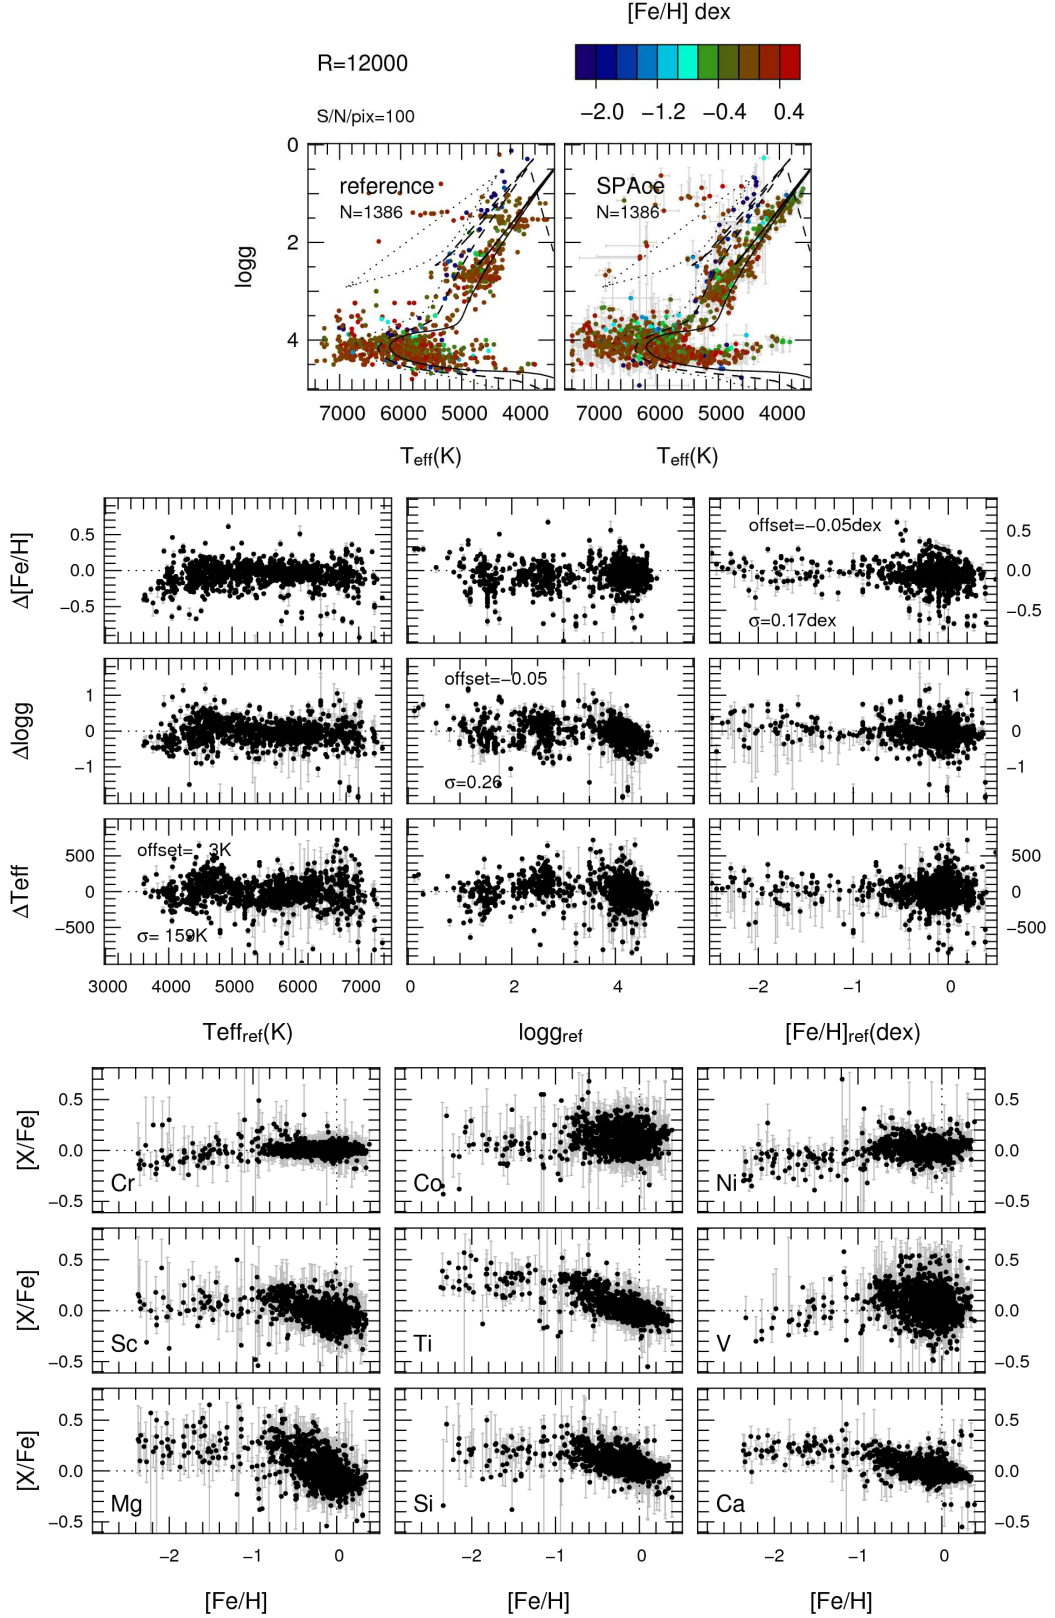 [Fe/H] dex
R=12000
S/N/pix=100
−2.0 −1.2 −0.4 0.4
reference
N=1386
SPAce
N=1386
logg
0
2
4
7000 6000 5000 4000
7000 6000 5000 4000
Teff(K)
Teff(K)
Δ[Fe/H]
0.5
0.0
−0.5
offset=−0.05dex
σ=0.17dex
0.5
0.0
−0.5
Δlogg
1
0
−1
offset=−0.05
σ=0.26
1
0
−1
ΔTeff
500
0
−500
offset= 3K
σ= 159K
500
0
−500
3000 4000 5000 6000 7000
0 2 4
−2 −1 0
Teffref(K)
loggref
[Fe/H]ref(dex)
[X/Fe]
0.5
0.0
−0.5
Cr
Co
Ni
0.5
0.0
−0.5
[X/Fe]
0.5
0.0
−0.5
Sc
Ti
V
0.5
0.0
−0.5
[X/Fe]
0.5
0.0
−0.5
Mg
Si
Ca
0.5
0.0
−0.5
−2 −1 0
−2 −1 0
−2 −1 0
[Fe/H]
[Fe/H]
[Fe/H]